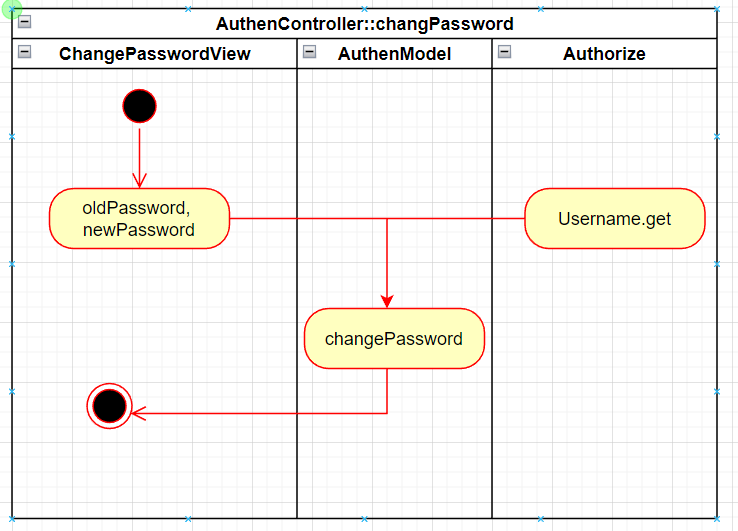 AuthenController::changPassword
ChangePasswordView
AuthenModel
Authorize
oldPassword,
newPassword
Username.get
changePassword